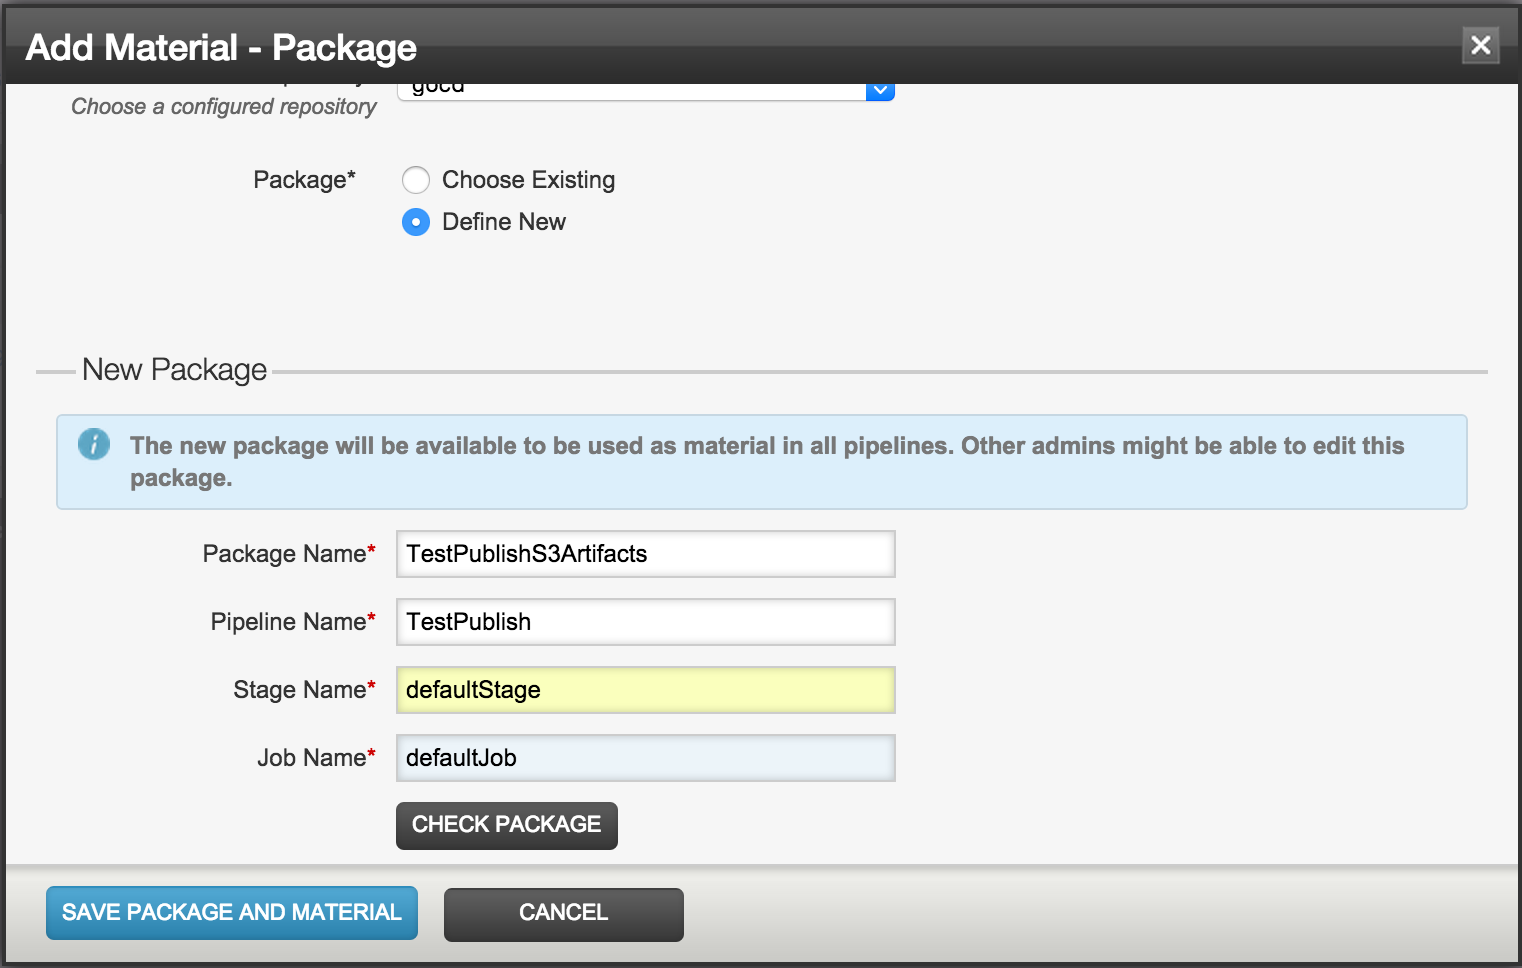 Add Material - Package
gocd
Choose a configured repository
Package*
Choose Existing
Define New
New Package
The new package will be available to be used as material in all pipelines. Other admins might be able to edit this
package.
Package Name* TestPublishS3Artifacts
Pipeline Name* TestPublish
Stage Name* defaultStage
Job Name* defaultJob
CHECK PACKAGE
SAVE PACKAGE AND MATERIAL CANCEL